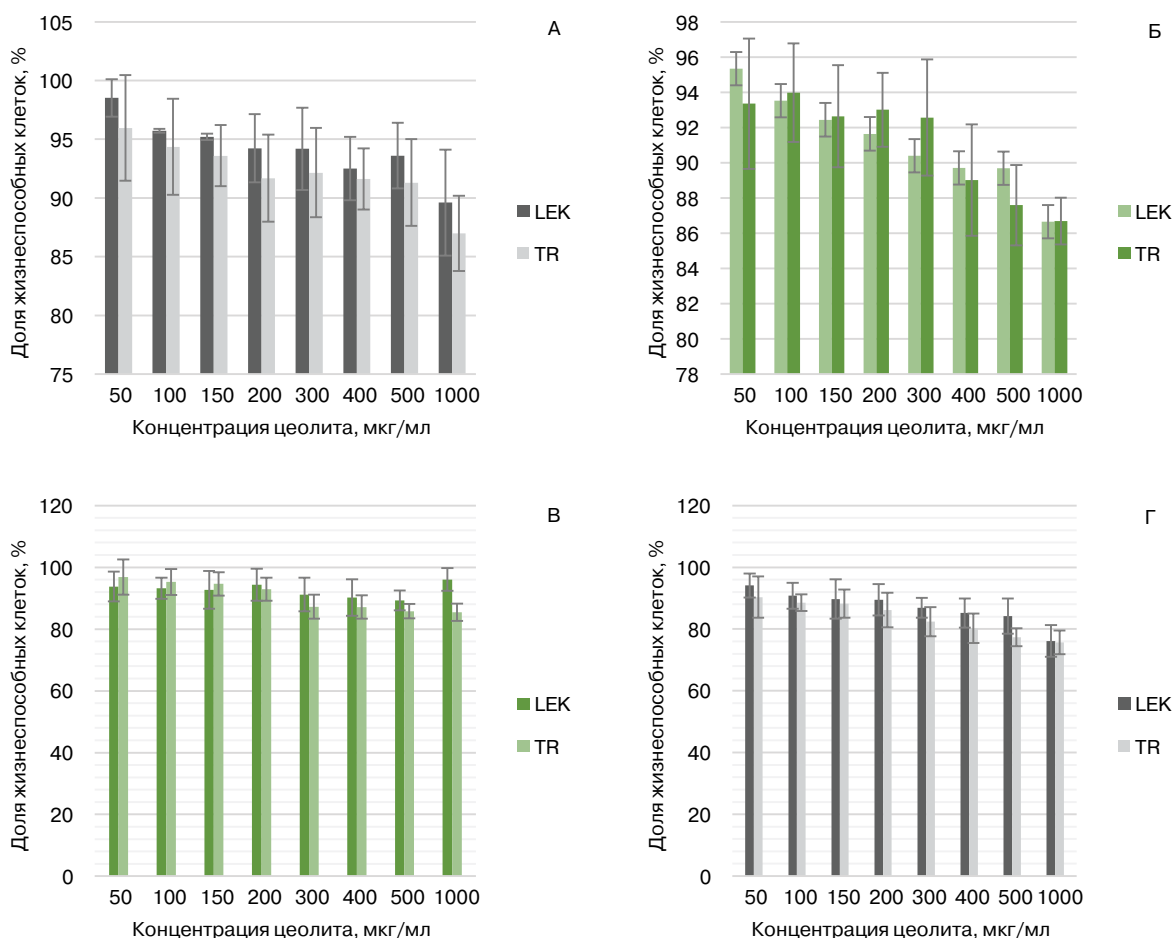 А
Доля жизнеспособных клеток, %
105
100
95
90
85
80
75
50 100 150 200 300 400 500 1000
Концентрация цеолита, мкг/мл
LEK
TR
Б
Доля жизнеспособных клеток, %
98
96
94
92
90
88
86
84
82
80
78
50 100 150 200 300 400 500 1000
Концентрация цеолита, мкг/мл
LEK
TR
В
Доля жизнеспособных клеток, %
120
100
80
60
40
20
0
50 100 150 200 300 400 500 1000
Концентрация цеолита, мкг/мл
LEK
TR
Г
Доля жизнеспособных клеток, %
120
100
80
60
40
20
0
50 100 150 200 300 400 500 1000
Концентрация цеолита, мкг/мл
LEK
TR